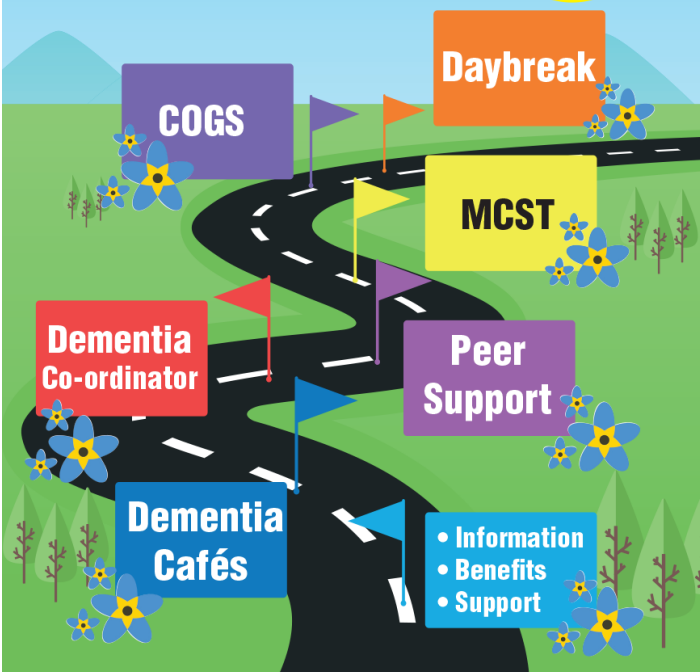 Daybreak
COGS
MCST
Dementia
Co-ordinator
Peer
Support
Dementia
Cafés
• Information
• Benefits
• Support